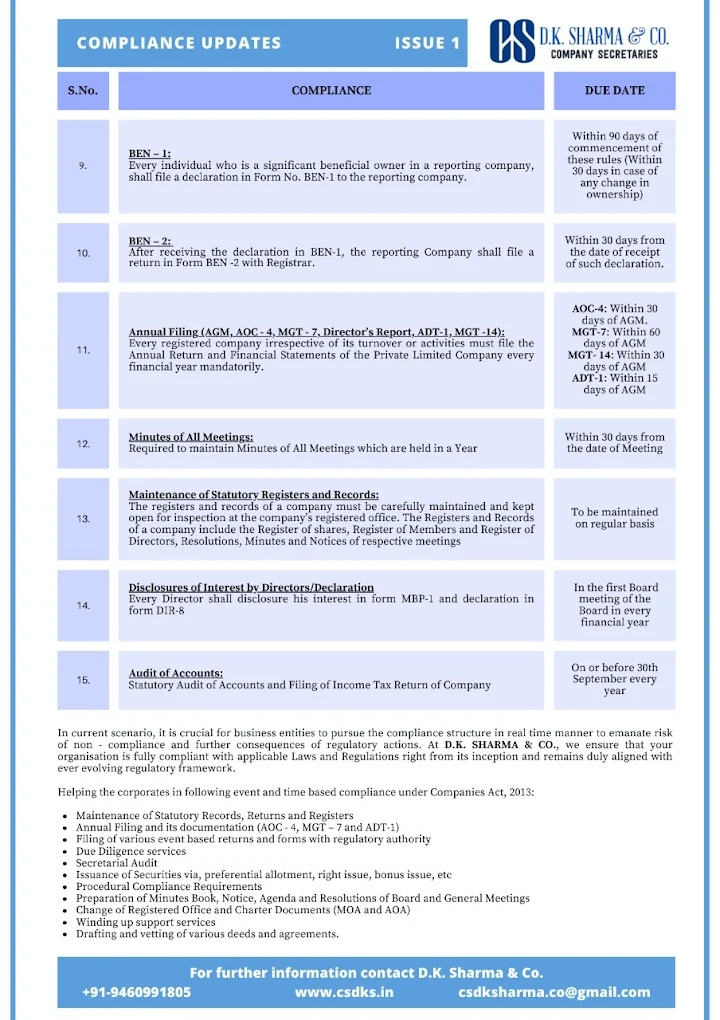 COMPLIANCE UPDATES ISSUE 1
CS D.K. SHARMA & CO.
COMPANY SECRETARIES
S.No. COMPLIANCE DUE DATE
9.
BEN – 1:
Every individual who is a significant beneficial owner in a reporting company,
shall file a declaration in Form No. BEN-1 to the reporting company.
Within 90 days of
commencement of
these rules (Within
30 days in case of
any change in
ownership)
10.
BEN – 2:
After receiving the declaration in BEN-1, the reporting Company shall file a
return in Form BEN -2 with Registrar.
Within 30 days from
the date of receipt
of such declaration.
11.
Annual Filing (AGM, AOC - 4, MGT - 7, Director's Report, ADT-1, MGT -14):
Every registered company irrespective of its turnover or activities must file the
Annual Return and Financial Statements of the Private Limited Company every
financial year mandatorily.
AOC-4: Within 30
days of AGM.
MGT-7: Within 60
days of AGM
MGT- 14: Within 30
days of AGM
ADT-1: Within 15
days of AGM
12.
Minutes of All Meetings:
Required to maintain Minutes of All Meetings which are held in a Year
Within 30 days from
the date of Meeting
13.
Maintenance of Statutory Registers and Records:
The registers and records of a company must be carefully maintained and kept
open for inspection at the company's registered office. The Registers and Records
of a company include the Register of shares, Register of Members and Register of
Directors, Resolutions, Minutes and Notices of respective meetings
To be maintained
on regular basis
14.
Disclosures of Interest by Directors/Declaration
Every Director shall disclosure his interest in form MBP-1 and declaration in
form DIR-8
In the first Board
meeting of the
Board in every
financial year
15.
Audit of Accounts:
Statutory Audit of Accounts and Filing of Income Tax Return of Company
On or before 30th
September every
year
In current scenario, it is crucial for business entities to pursue the compliance structure in real time manner to emanate risk
of non - compliance and further consequences of regulatory actions. At D.K. SHARMA & CO., we ensure that your
organisation is fully compliant with applicable Laws and Regulations right from its inception and remains duly aligned with
ever evolving regulatory framework.
Helping the corporates in following event and time based compliance under Companies Act, 2013:
• Maintenance of Statutory Records, Returns and Registers
• Annual Filing and its documentation (AOC - 4, MGT – 7 and ADT-1)
• Filing of various event based returns and forms with regulatory authority
• Due Diligence services
• Secretarial Audit
• Issuance of Securities via, preferential allotment, right issue, bonus issue, etc
• Procedural Compliance Requirements
• Preparation of Minutes Book, Notice, Agenda and Resolutions of Board and General Meetings
• Change of Registered Office and Charter Documents (MOA and AOA)
• Winding up support services
• Drafting and vetting of various deeds and agreements.
For further information contact D.K. Sharma & Co.
+91-9460991805 www.csdks.in csdksharma.co@gmail.com